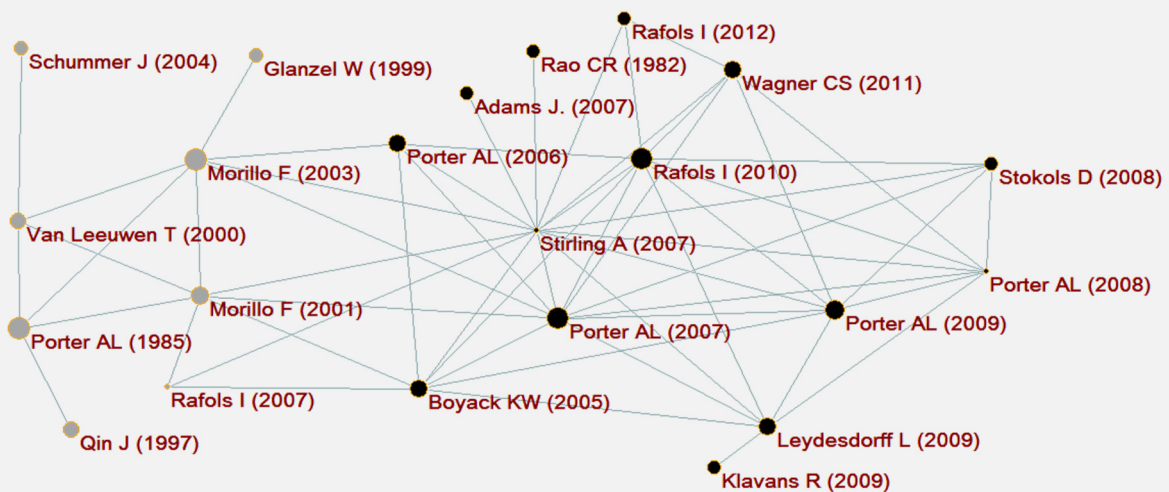 Rafols I (2012)
Schummer J (2004)
Glanzel W (1999)
Rao CR (1982)
Wagner CS (2011)
Adams J. (2007)
Porter AL (2006)
Morillo F (2003)
Rafols I (2010)
Stokols D (2008)
Van Leeuwen T (2000)
Stirling A (2007)
Porter AL (2008)
Morillo F (2001)
Porter AL (1985)
Porter AL (2007)
Porter AL (2009)
Rafols I (2007)
Boyack KW (2005)
Qin J (1997)
Leydesdorff L (2009)
Klavans R (2009)